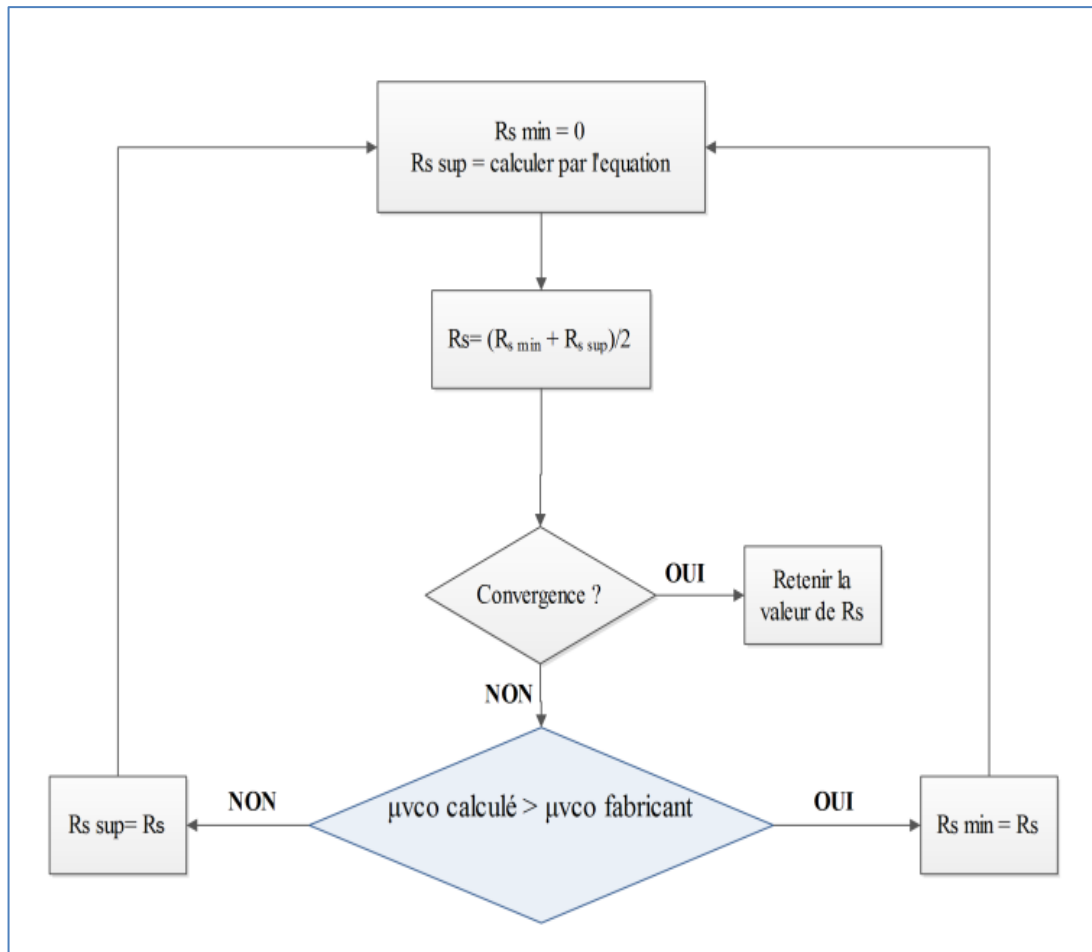 Rs min = 0
Rs sup = calculer par l'equation
Rs= (Rs min + Rs sup)/2
Convergence ?
OUI
Retenir la
valeur de Rs
NON
μvco calculé > μvco fabricant
NON
OUI
Rs sup= Rs
Rs min = Rs